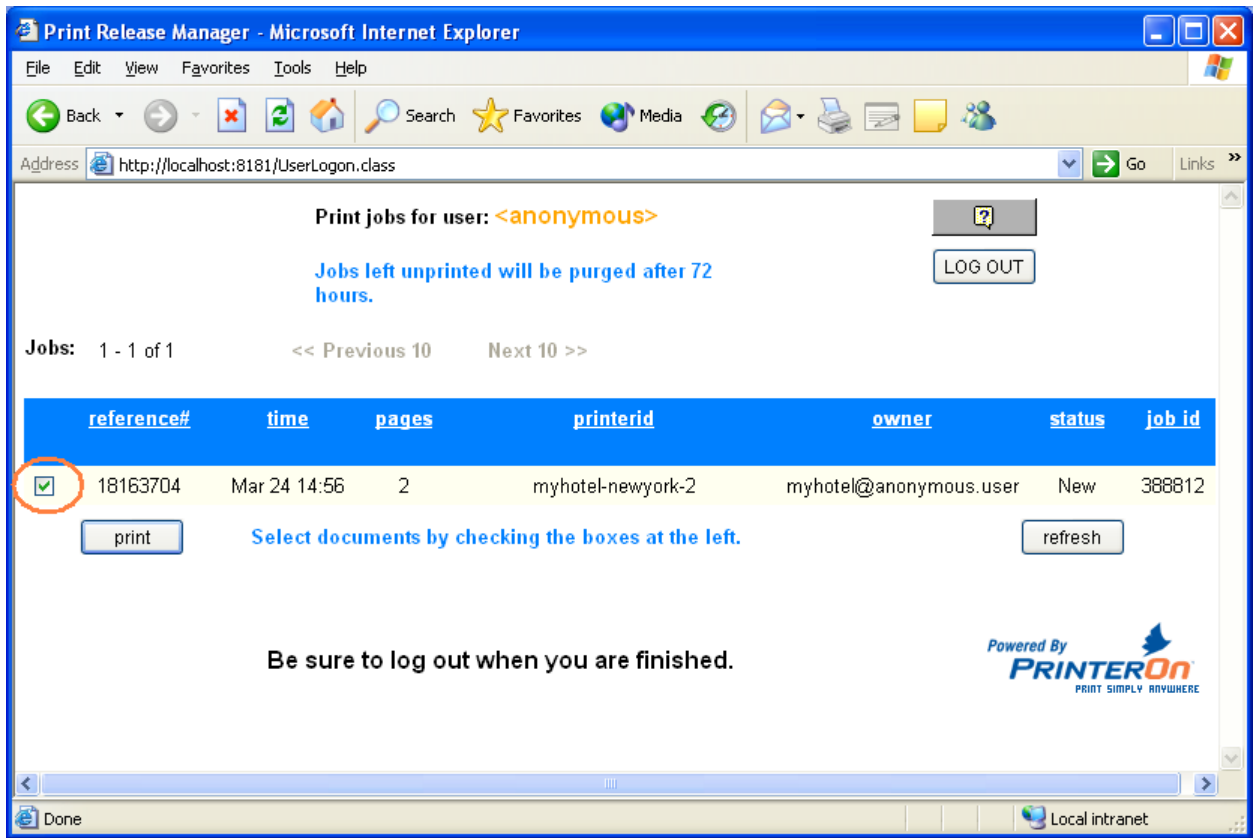 Print Release Manager - Microsoft Internet Explorer
File Edit View Favorites Tools Help
Back Search Favorites Media
Address http://localhost:8181/UserLogon.class Go Links »
Print jobs for user: <anonymous>
?
Jobs left unprinted will be purged after 72
hours.
LOG OUT
Jobs: 1 - 1 of 1 << Previous 10 Next 10 >>
reference# time pages printerid owner status job id
18163704 Mar 24 14:56 2 myhotel-newyork-2 myhotel@anonymous.user New 388812
print Select documents by checking the boxes at the left. refresh
Be sure to log out when you are finished.
Powered By
PRINTERON
PRINT SIMPLY ANYWHERE
Done Local intranet